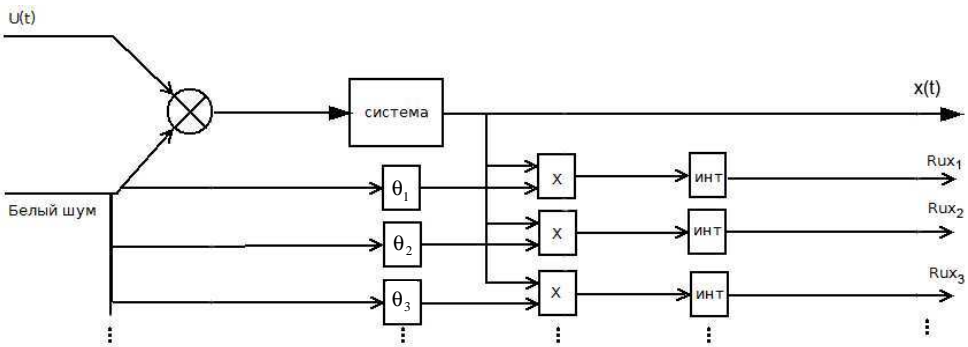 U(t)
x(t)
система
Rux₁
θ₁
X
инт
Белый шум
Rux₂
θ₂
X
инт
Rux₃
θ₃
X
инт